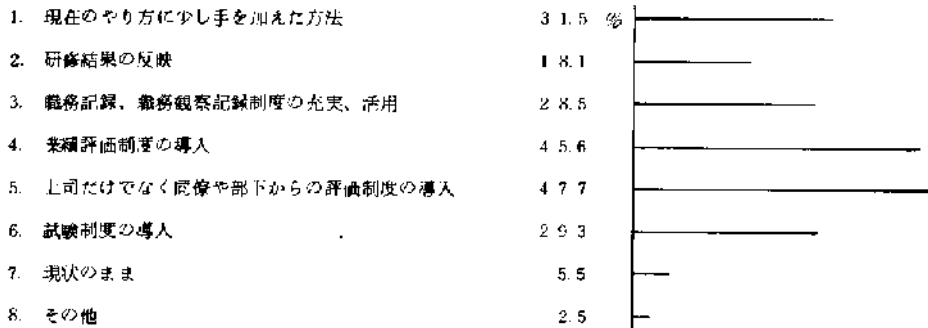 1. 現在のやり方に少し手を加えた方法 31.5 %
2. 研修結果の反映 18.1
3. 職務記録、職務観察記録制度の充実、活用 28.5
4. 業績評価制度の導入 45.6
5. 上司だけでなく同僚や部下からの評価制度の導入 47.7
6. 試験制度の導入 29.3
7. 現状のまま 5.5
8. その他 2.5